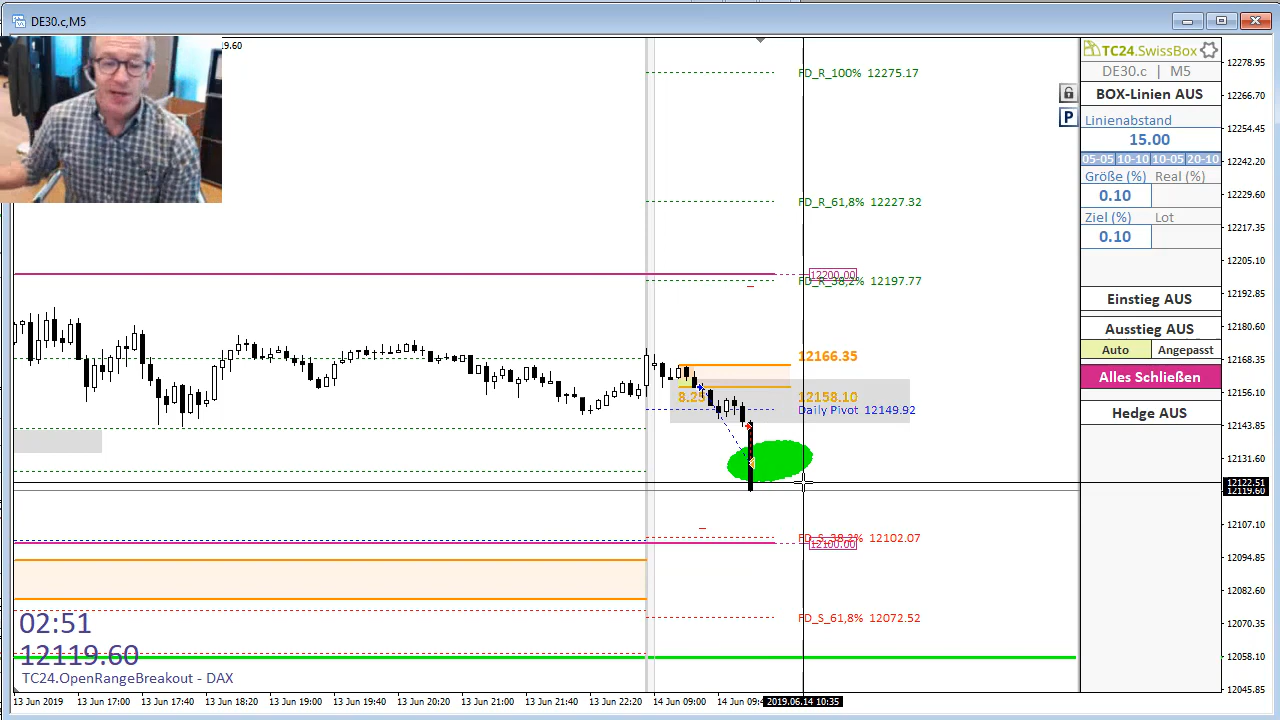 DE30.c,M5
9.60
TC24.SwissBox
DE30.c | M5
BOX-Linien AUS
Linienabstand
15.00
05-05 10-10 10-05 20-10
Größe (%) Real (%)
0.10
Ziel (%) Lot
0.10
Einstieg AUS
Ausstieg AUS
Auto Angepasst
Alles Schließen
Hedge AUS
P
FD_R_100% 12275.17
FD_R_61,8% 12227.32
12200.00
FD_R_38,2% 12197.77
12166.35
8.25
12158.10
Daily Pivot 12149.92
FD_S_38,2% 12102.07
12100.00
FD_S_61,8% 12072.52
02:51
12119.60
TC24.OpenRangeBreakout - DAX
12278.95
12266.70
12254.45
12242.20
12229.60
12217.35
12205.10
12192.85
12180.60
12168.35
12156.10
12143.85
12131.60
12122.51
12119.60
12107.10
12094.85
12082.60
12070.35
12058.10
12045.85
13 Jun 2019 13 Jun 17:00 13 Jun 17:40 13 Jun 18:20 13 Jun 19:00 13 Jun 19:40 13 Jun 20:20 13 Jun 21:00 13 Jun 21:40 13 Jun 22:20 14 Jun 09:00 14 Jun 09:4 2019.06.14 10:35